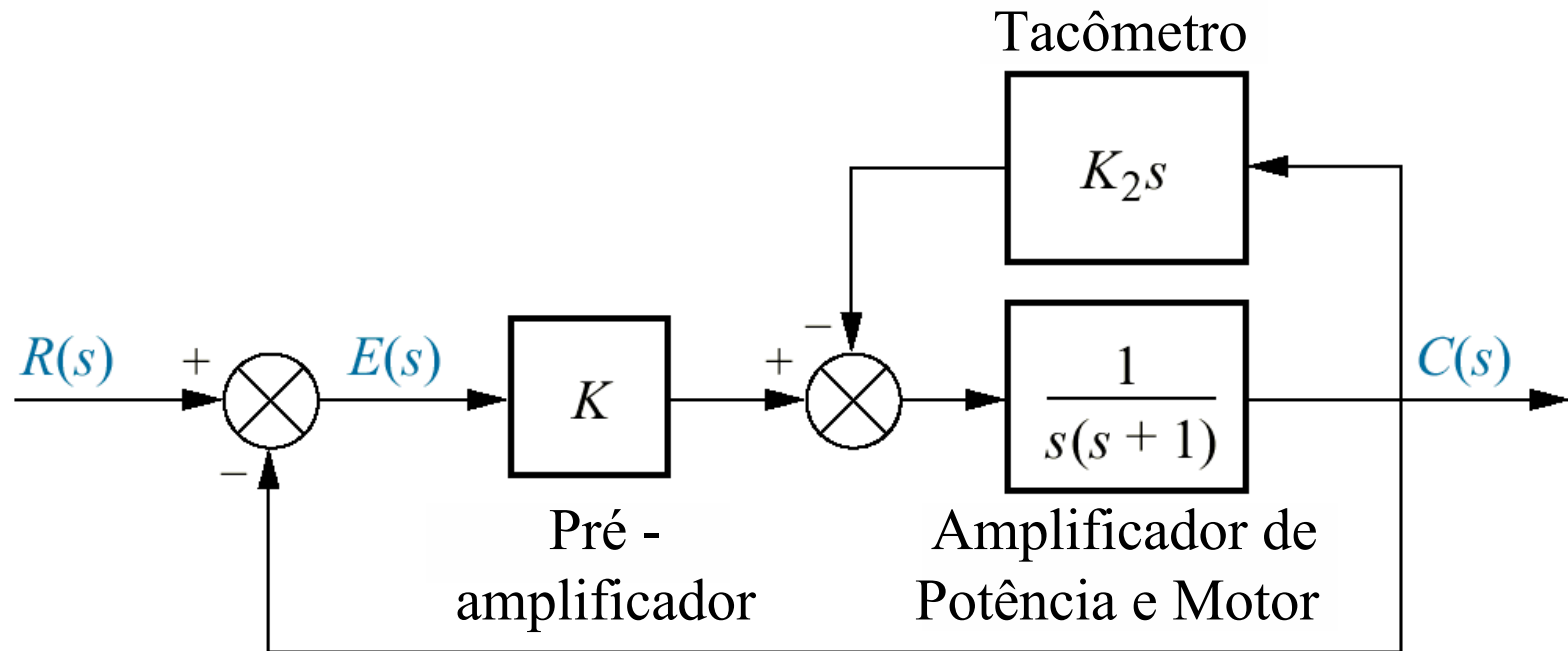 Tacômetro
K₂s
R(s) + − E(s) K + − 1 C(s)
s(s + 1)
Pré -
amplificador
Amplificador de
Potência e Motor